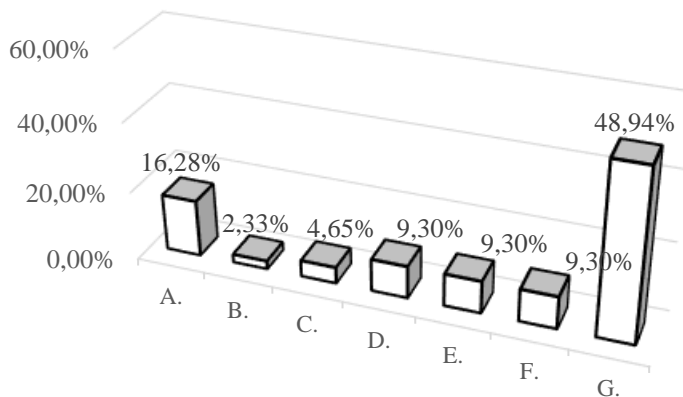 60,00%
40,00%
20,00%
0,00%
16,28%
2,33%
4,65%
9,30%
9,30%
9,30%
48,94%
A.
B.
C.
D.
E.
F.
G.